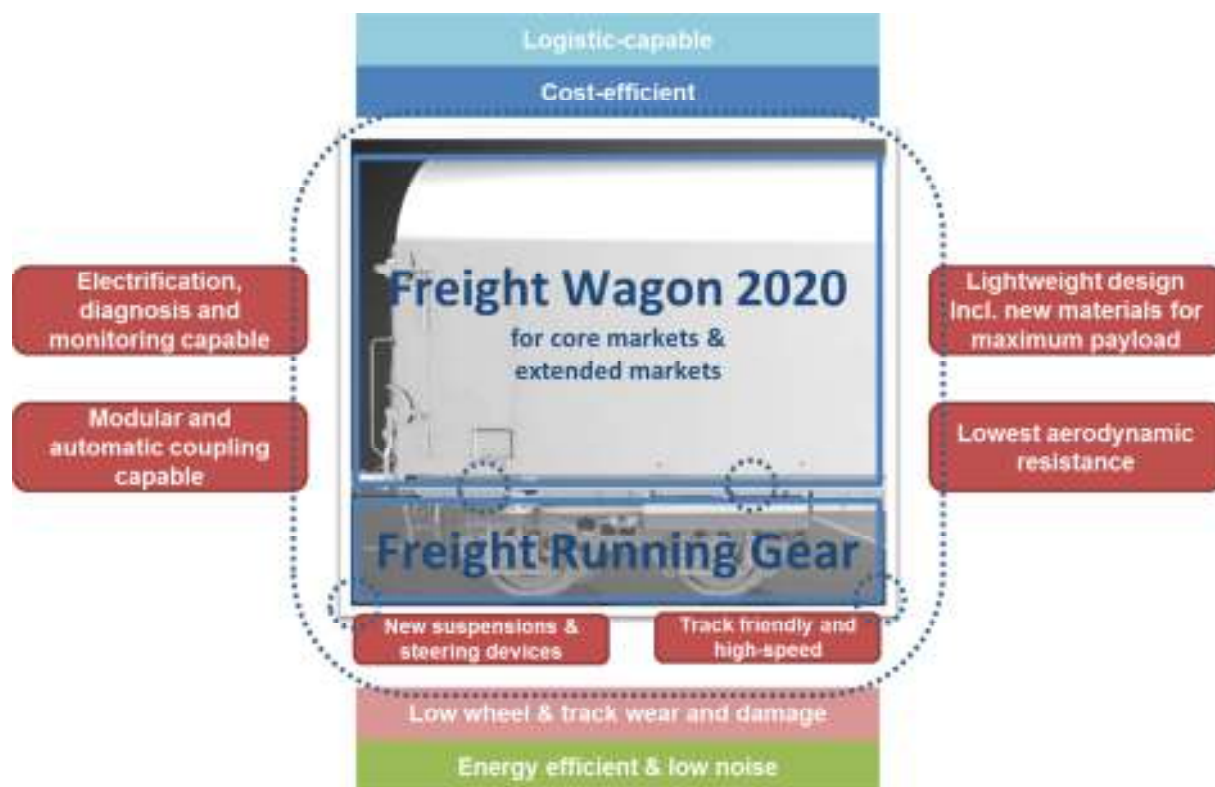 Logistic-capable
Cost-efficient
Electrification,
diagnosis and
monitoring capable
Modular and
automatic coupling
capable
Freight Wagon 2020
for core markets &
extended markets
Lightweight design
Incl. new materials for
maximum payload
Lowest aerodynamic
resistance
Freight Running Gear
New suspensions &
steering devices
Track friendly and
high-speed
Low wheel & track wear and damage
Energy efficient & low noise